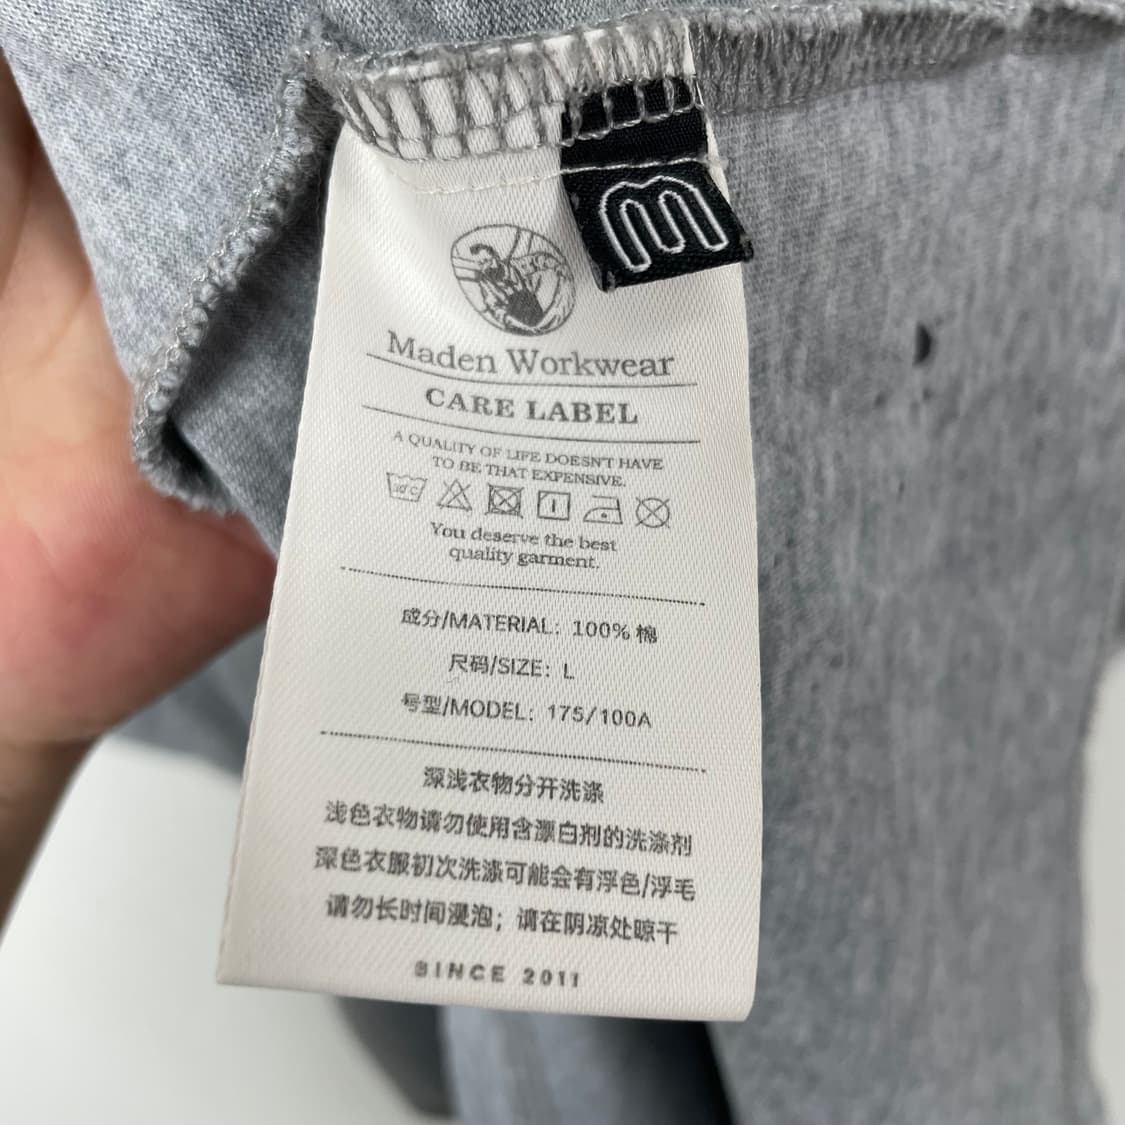 Maden Workwear
CARE LABEL
A QUALITY OF LIFE DOESN'T HAVE
TO BE THAT EXPENSIVE.
30°C
You deserve the best
quality garment.
成分/MATERIAL: 100% 棉
尺码/SIZE: L
号型/MODEL: 175/100A
深浅衣物分开洗涤
浅色衣物请勿使用含漂白剂的洗涤剂
深色衣服初次洗涤可能会有浮色/浮毛
请勿长时间浸泡；请在阴凉处晾干
SINCE 2011